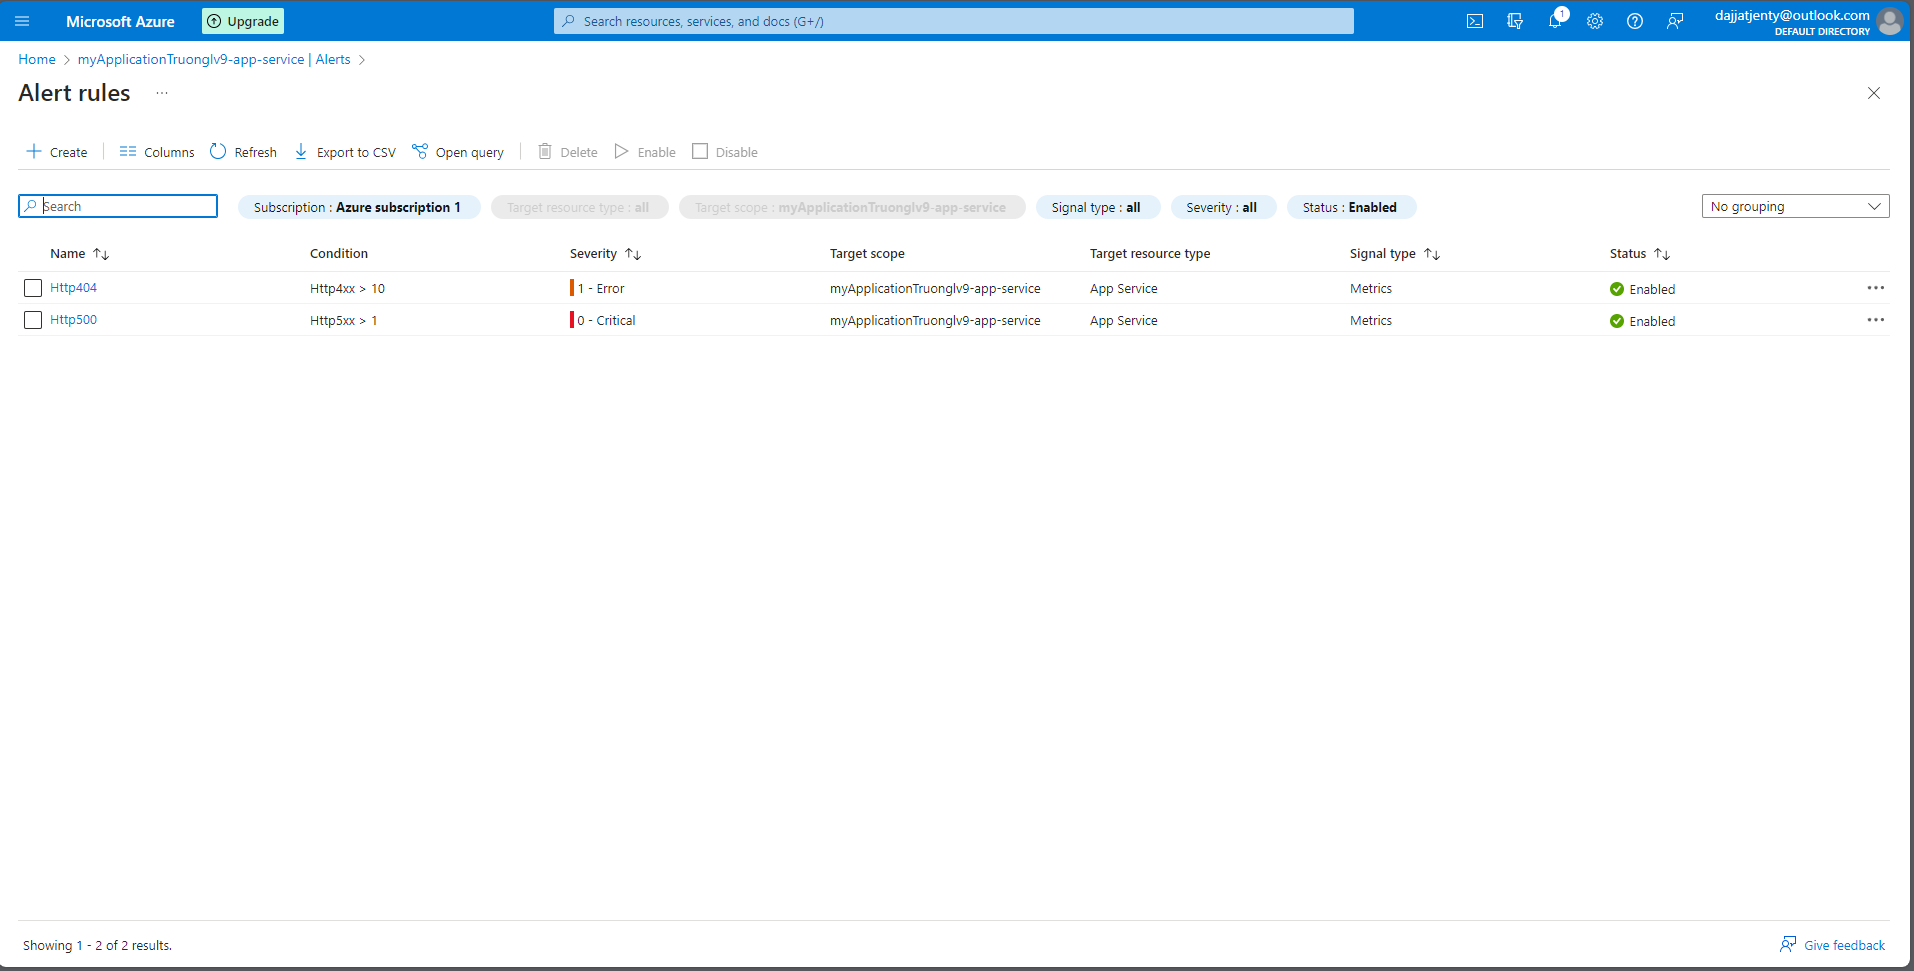 Microsoft Azure
Upgrade
Search resources, services, and docs (G+/)
1
dajjatjenty@outlook.com
DEFAULT DIRECTORY
Home > myApplicationTruonglv9-app-service | Alerts >
Alert rules ...
Create
Columns
Refresh
Export to CSV
Open query
Delete
Enable
Disable
Search
Subscription : Azure subscription 1
Target resource type : all
Target scope : myApplicationTruonglv9-app-service
Signal type : all
Severity : all
Status : Enabled
No grouping
Name Condition Severity Target scope Target resource type Signal type Status
Http404 Http4xx > 10 1 - Error myApplicationTruonglv9-app-service App Service Metrics Enabled
Http500 Http5xx > 1 0 - Critical myApplicationTruonglv9-app-service App Service Metrics Enabled
Showing 1 - 2 of 2 results.
Give feedback